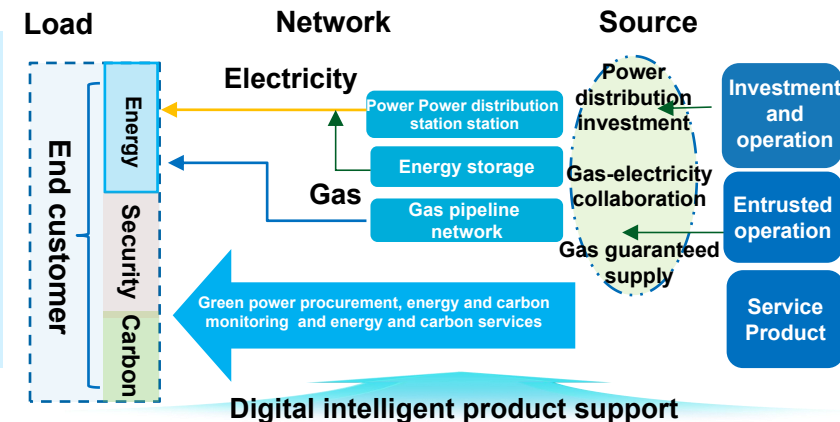 Load
Network
Source
Electricity
Gas
End customer
Energy
Security
Carbon
Power Power distribution
station station
Energy storage
Gas pipeline
network
Power
distribution
investment
Gas-electricity
collaboration
Gas guaranteed
supply
Investment
and
operation
Entrusted
operation
Service
Product
Green power procurement, energy and carbon
monitoring and energy and carbon services
Digital intelligent product support